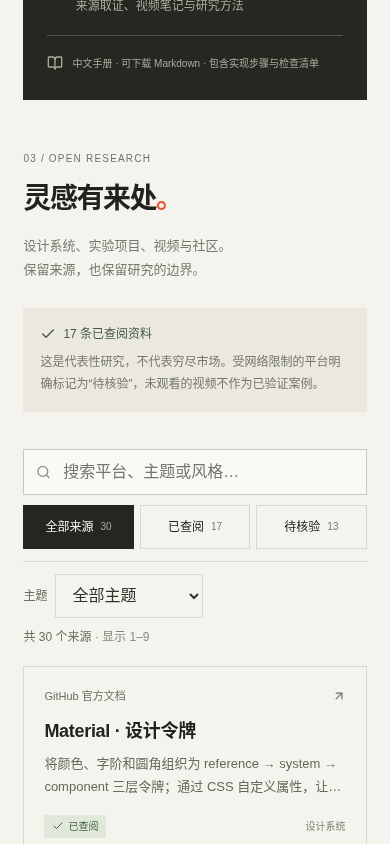 来源取证、视频笔记与研究方法
中文手册 · 可下载 Markdown · 包含实现步骤与检查清单
03 / OPEN RESEARCH
灵感有来处。
设计系统、实验项目、视频与社区。
保留来源，也保留研究的边界。
17 条已查阅资料
这是代表性研究，不代表穷尽市场。受网络限制的平台明
确标记为“待核验”，未观看的视频不作为已验证案例。
搜索平台、主题或风格…
全部来源 30 已查阅 17 待核验 13
主题 全部主题
共 30 个来源 · 显示 1–9
GitHub 官方文档
Material · 设计令牌
将颜色、字阶和圆角组织为 reference → system →
component 三层令牌；通过 CSS 自定义属性，让…
已查阅 设计系统